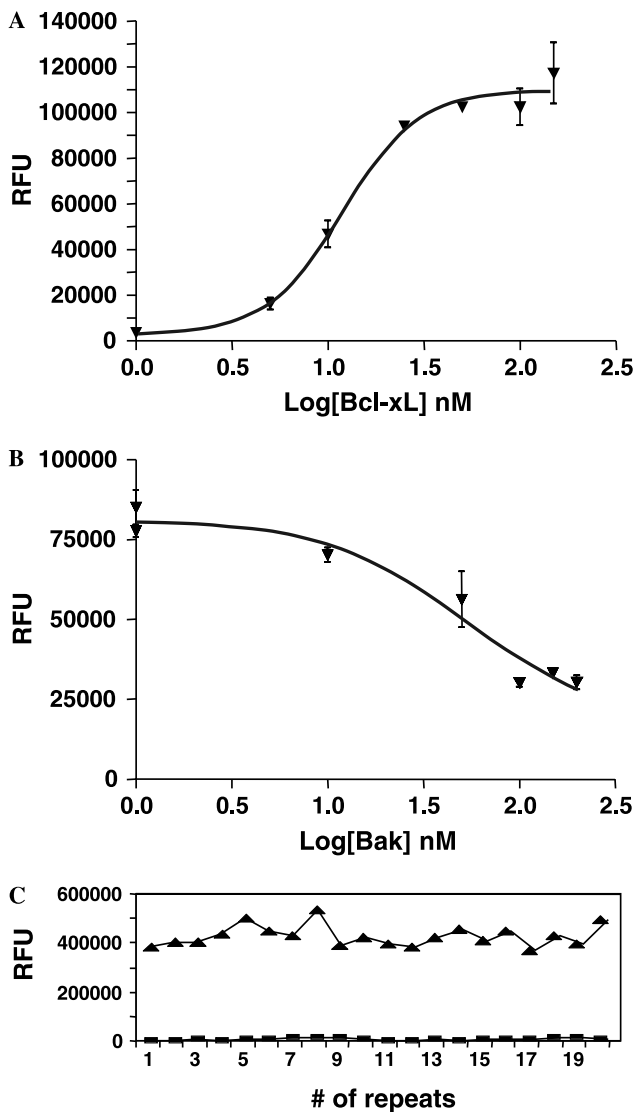 A
140000
120000
100000
80000
60000
40000
20000
0
RFU
0.0 0.5 1.0 1.5 2.0 2.5
Log[Bcl-xL] nM
B
100000
75000
50000
25000
0
RFU
0.0 0.5 1.0 1.5 2.0 2.5
Log[Bak] nM
C
600000
400000
200000
0
RFU
1 3 5 7 9 11 13 15 17 19
# of repeats